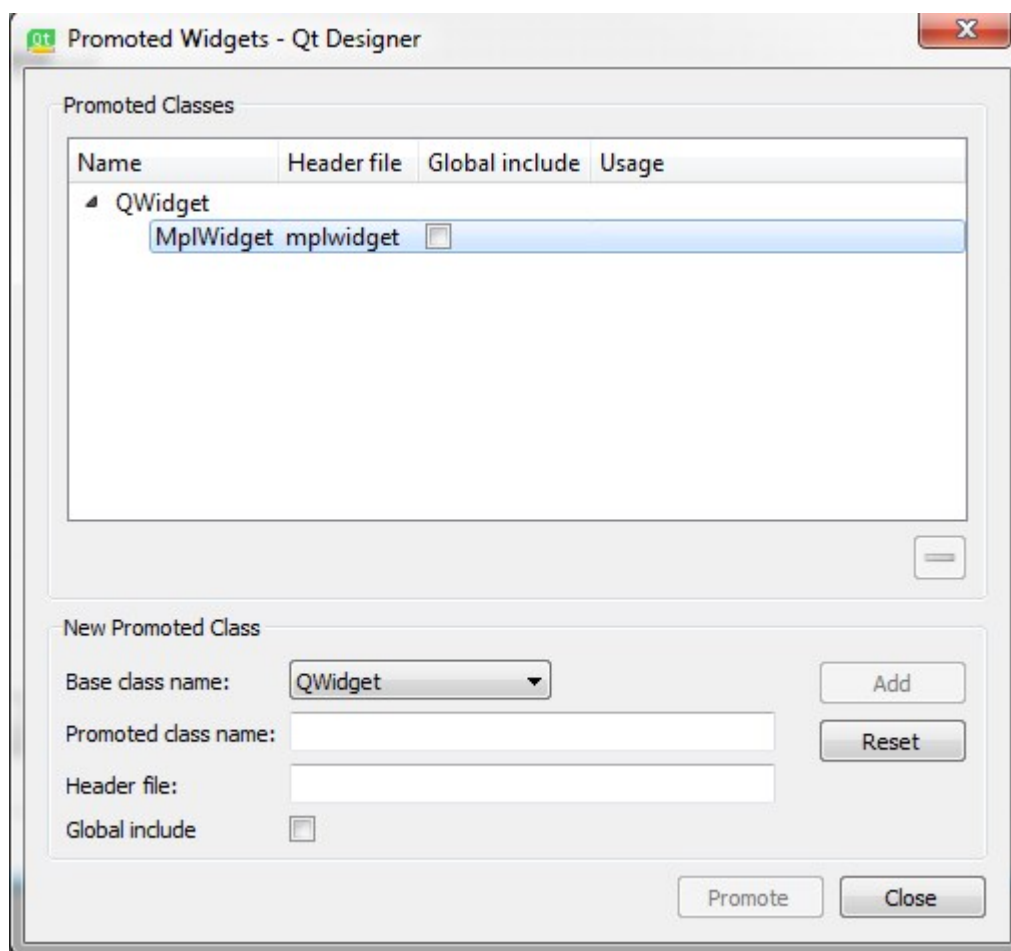 Qt Promoted Widgets - Qt Designer
Promoted Classes
Name Header file Global include Usage
QWidget
MplWidget mplwidget
New Promoted Class
Base class name: QWidget
Add
Promoted class name:
Reset
Header file:
Global include
Promote Close